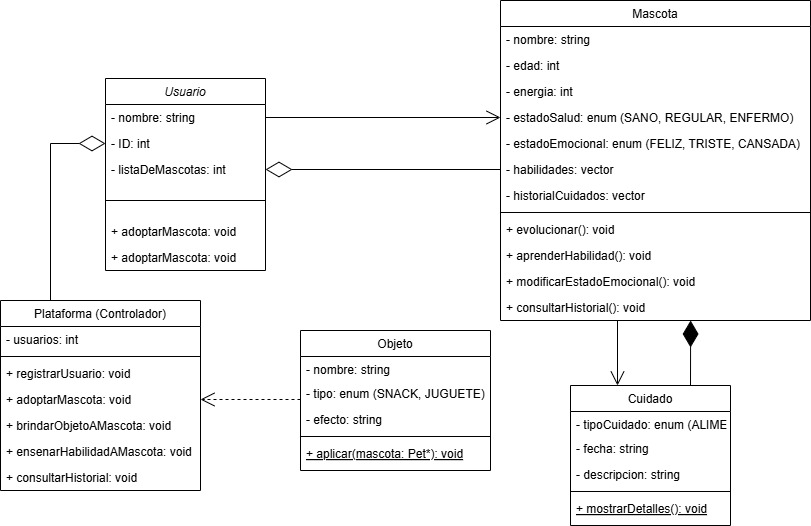 Mascota
- nombre: string
- edad: int
- energia: int
- estadoSalud: enum (SANO, REGULAR, ENFERMO)
- estadoEmocional: enum (FELIZ, TRISTE, CANSADA)
- habilidades: vector
- historialCuidados: vector
+ evolucionar(): void
+ aprenderHabilidad(): void
+ modificarEstadoEmocional(): void
+ consultarHistorial(): void
Usuario
- nombre: string
- ID: int
- listaDeMascotas: int
+ adoptarMascota: void
+ adoptarMascota: void
Plataforma (Controlador)
- usuarios: int
+ registrarUsuario: void
+ adoptarMascota: void
+ brindarObjetoAMascota: void
+ ensenarHabilidadAMascota: void
+ consultarHistorial: void
Objeto
- nombre: string
- tipo: enum (SNACK, JUGUETE)
- efecto: string
+ aplicar(mascota: Pet*): void
Cuidado
- tipoCuidado: enum (ALIME
- fecha: string
- descripcion: string
+ mostrarDetalles(): void